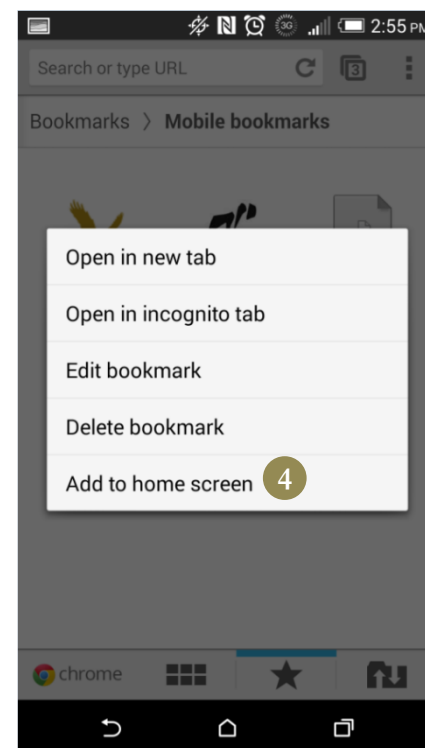 3G 2:55 PM
Search or type URL 3
Bookmarks > Mobile bookmarks
Open in new tab
Open in incognito tab
Edit bookmark
Delete bookmark
Add to home screen 4
chrome